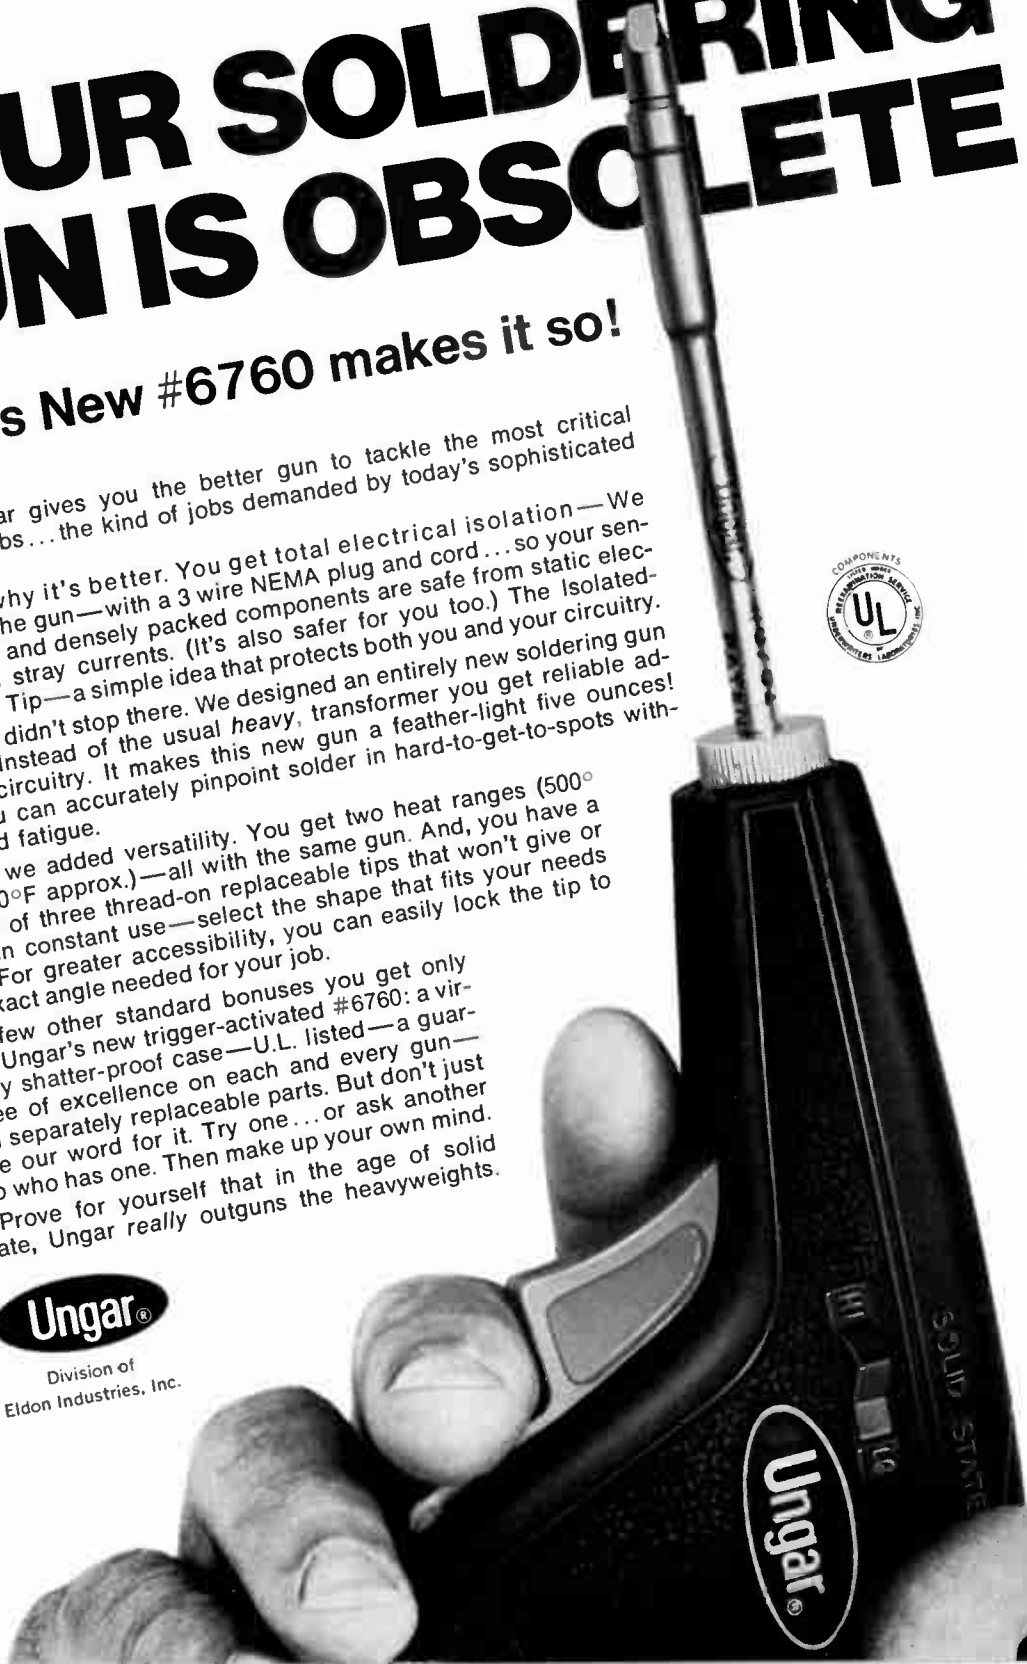 UR SOLDERING
N IS OBSOLETE
s New #6760 makes it so!
ar gives you the better gun to tackle the most critical
bs...the kind of jobs demanded by today's sophisticated
why it's better. You get total electrical isolation—We
he gun—with a 3 wire NEMA plug and cord...so your sen-
and densely packed components are safe from static elec-
stray currents. (It's also safer for you too.) The Isolated-
Tip—a simple idea that protects both you and your circuitry.
didn't stop there. We designed an entirely new soldering gun
nstead of the usual heavy, transformer you get reliable ad-
circuitry. It makes this new gun a feather-light five ounces!
u can accurately pinpoint solder in hard-to-get-to-spots with-
d fatigue.
we added versatility. You get two heat ranges (500°
0°F approx.)—all with the same gun. And, you have a
of three thread-on replaceable tips that won't give or
n constant use—select the shape that fits your needs
For greater accessibility, you can easily lock the tip to
xact angle needed for your job.
few other standard bonuses you get only
Ungar's new trigger-activated #6760: a vir-
y shatter-proof case—U.L. listed—a guar-
ee of excellence on each and every gun—
separately replaceable parts. But don't just
e our word for it. Try one...or ask another
o who has one. Then make up your own mind.
Prove for yourself that in the age of solid
ate, Ungar really outguns the heavyweights.
Ungar®
Division of
Eldon Industries, Inc.
COMPONENTS
REEXAMINATION SERVICE
UL®
OF
UNDERWRITERS LABORATORIES INC
HI
LO
SOLID STATE
Ungar®